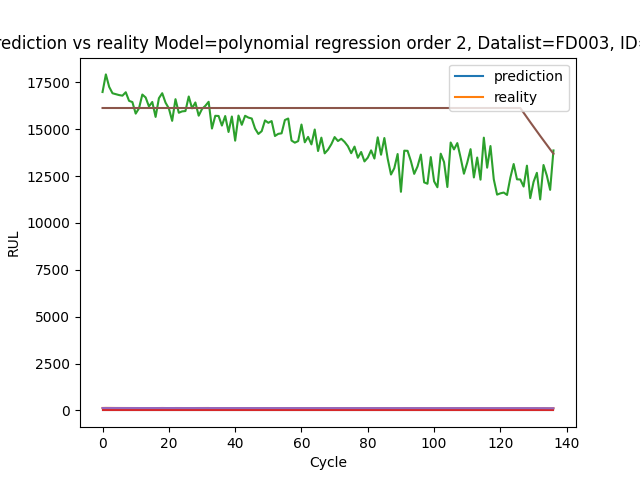 rediction vs reality Model=polynomial regression order 2, Datalist=FD003, ID=
prediction
reality
17500
15000
12500
10000
7500
5000
2500
0
RUL
0 20 40 60 80 100 120 140
Cycle